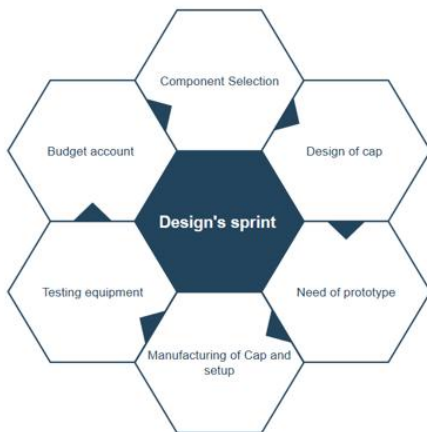 Component Selection
Budget account
Design of cap
Design's sprint
Testing equipment
Need of prototype
Manufacturing of Cap and
setup